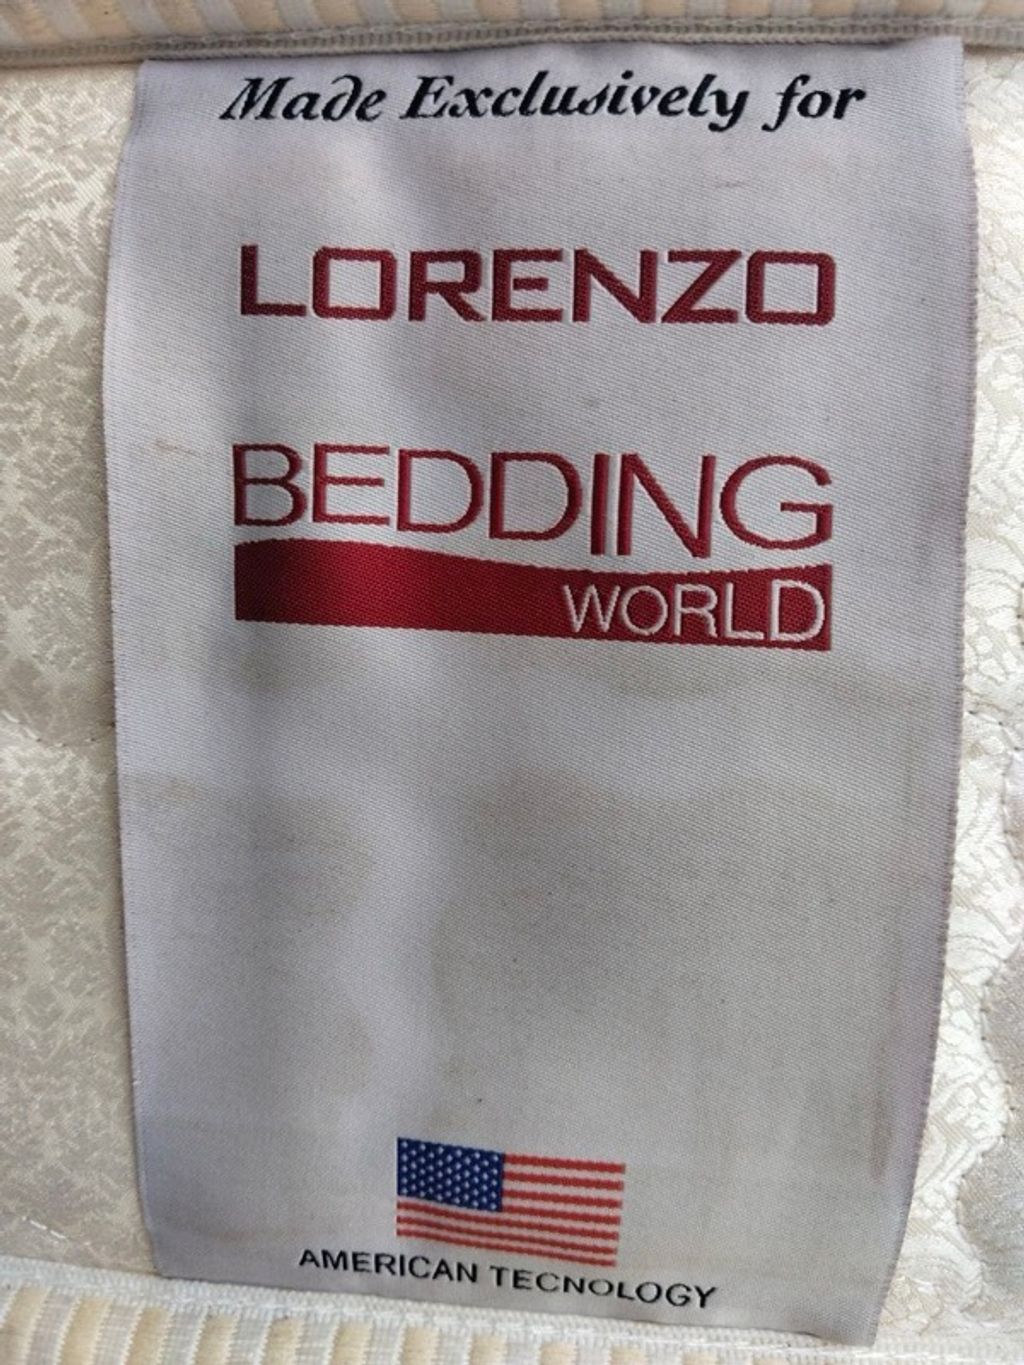 Made Exclusively for
LORENZO
BEDDING
WORLD
AMERICAN TECNOLOGY